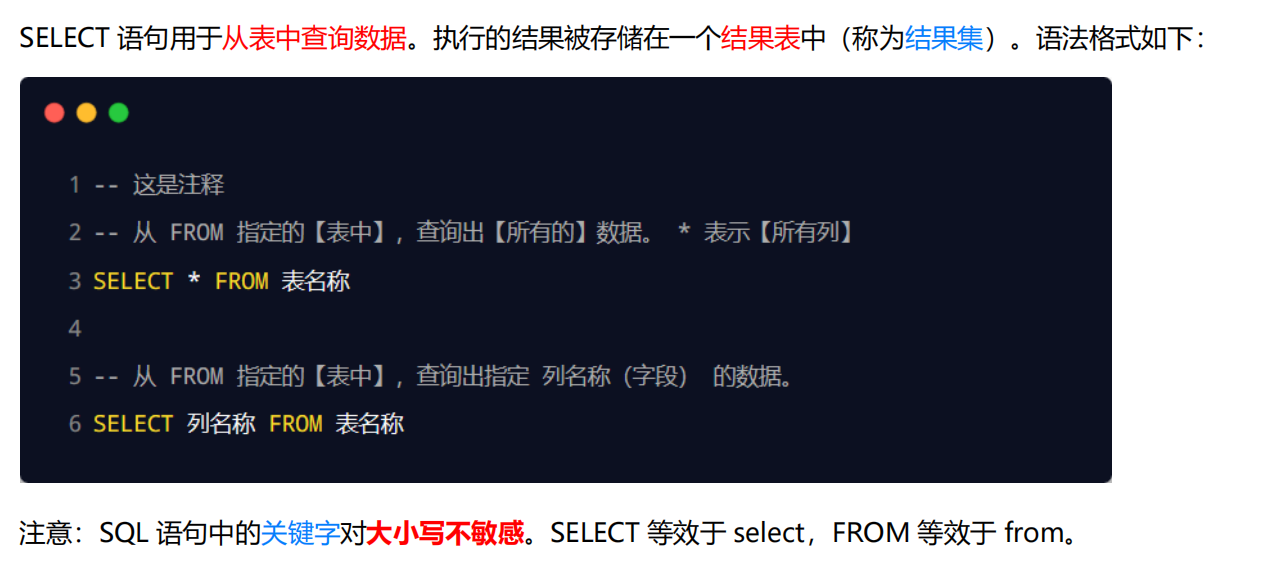 SELECT 语句用于从表中查询数据。执行的结果被存储在一个结果表中（称为结果集）。语法格式如下：
1 -- 这是注释
2 -- 从 FROM 指定的【表中】，查询出【所有的】数据。 * 表示【所有列】
3 SELECT * FROM 表名称
4
5 -- 从 FROM 指定的【表中】，查询出指定 列名称（字段） 的数据。
6 SELECT 列名称 FROM 表名称
注意：SQL 语句中的关键字对大小写不敏感。SELECT 等效于 select，FROM 等效于 from。